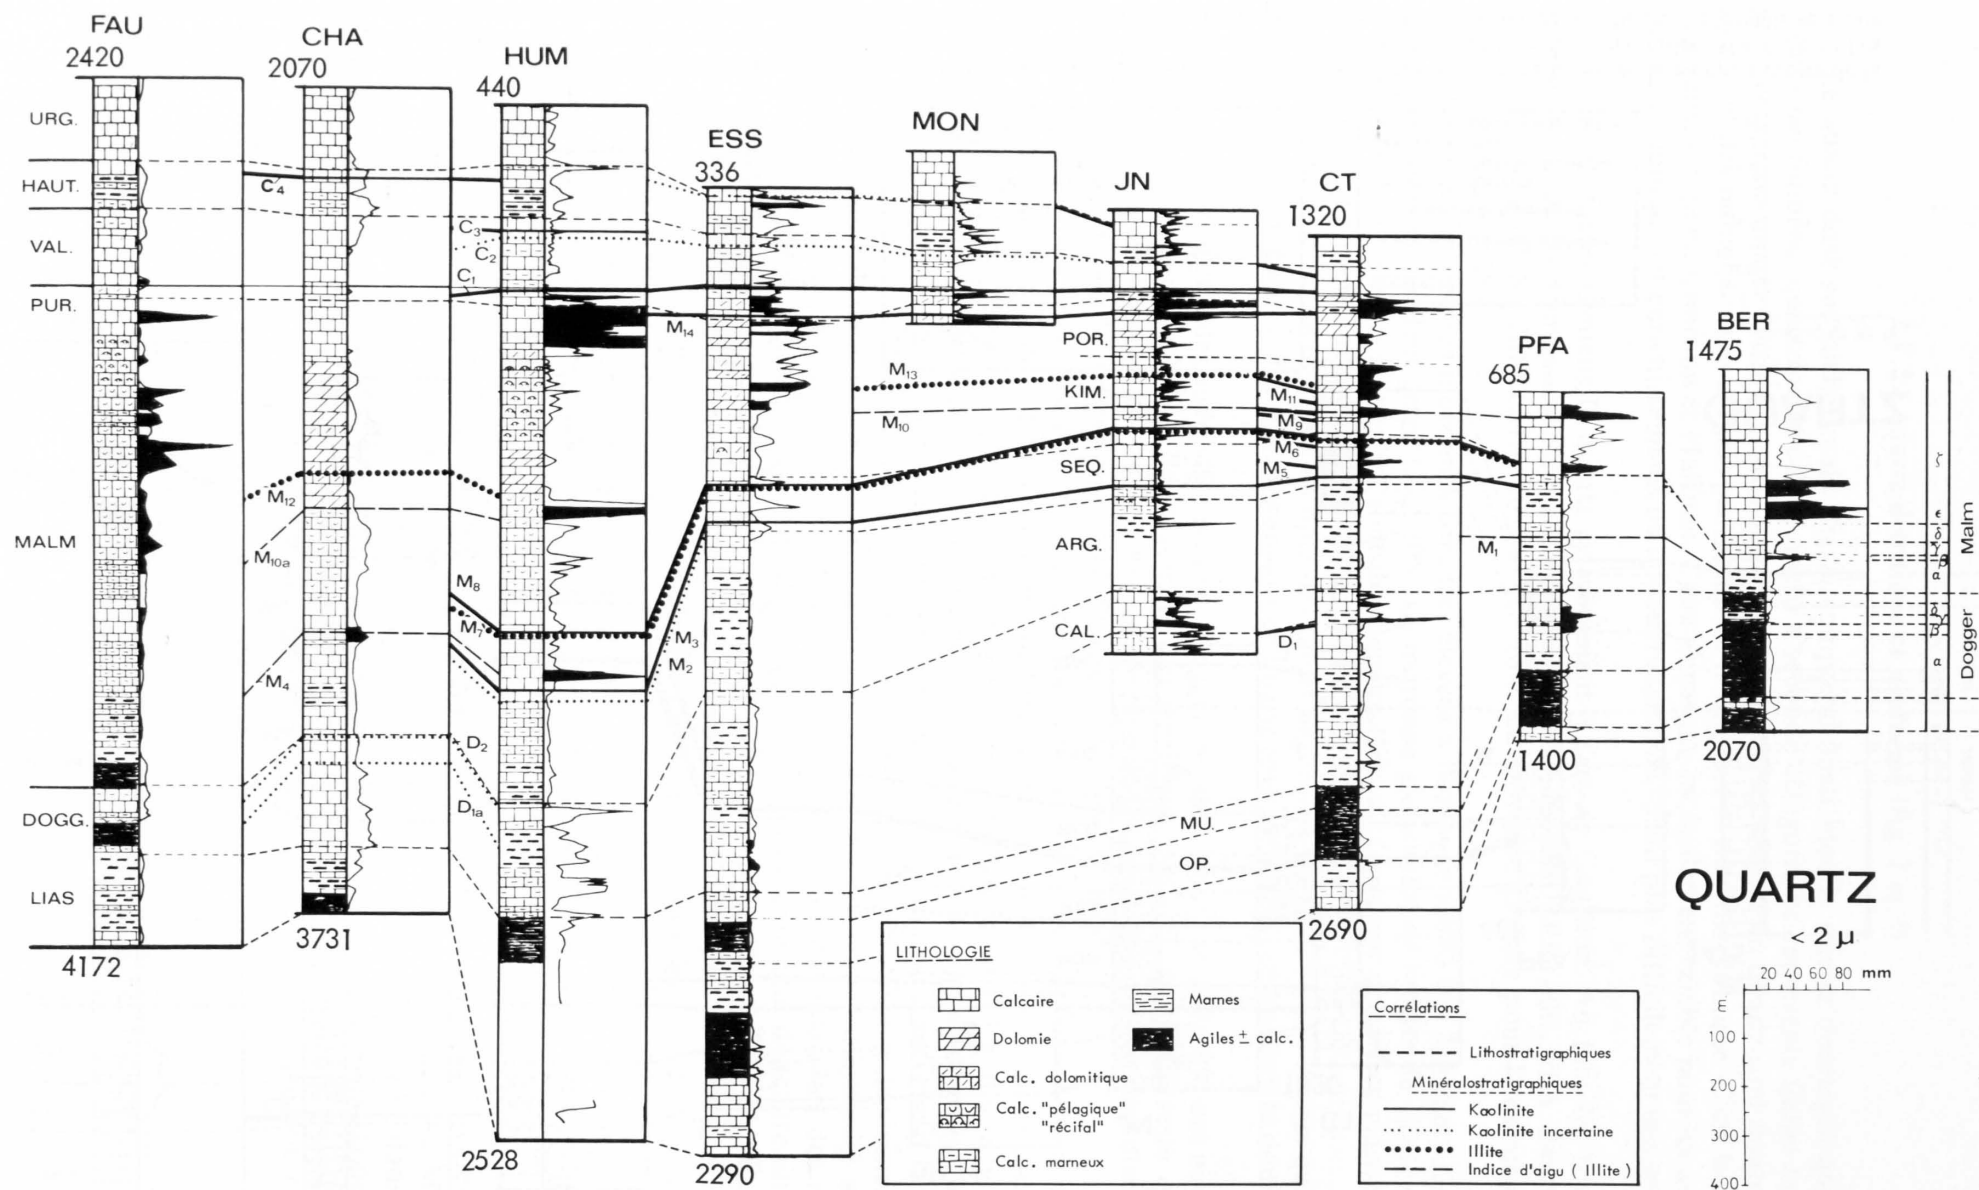 FAU
2420
CHA
2070
HUM
440
ESS
336
MON
JN
CT
1320
PFA
685
BER
1475
URG.
HAUT.
VAL.
PUR.
MALM
DOGG.
LIAS
C4
C3
C2
C1
M14
M13
M12
M11
M10
M10a
M9
M8
M7
M6
M5
M4
M3
M2
M1
D2
D1a
D1
POR.
KIM.
SEQ.
ARG.
CAL.
MU.
OP.
ζ
ε
δ
γ
β
α
Malm
δ
γ
β
α
Dogger
4172
3731
2528
2290
2690
1400
2070
LITHOLOGIE
Calcaire
Dolomie
Calc. dolomitique
Calc. "pélagique"
"récifal"
Calc. marneux
Marnes
Agiles ± calc.
Corrélations
Lithostratigraphiques
Minéralostratigraphiques
Kaolinite
Kaolinite incertaine
Illite
Indice d'aigu ( Illite )
QUARTZ
< 2 µ
20 40 60 80 mm
m
100
200
300
400